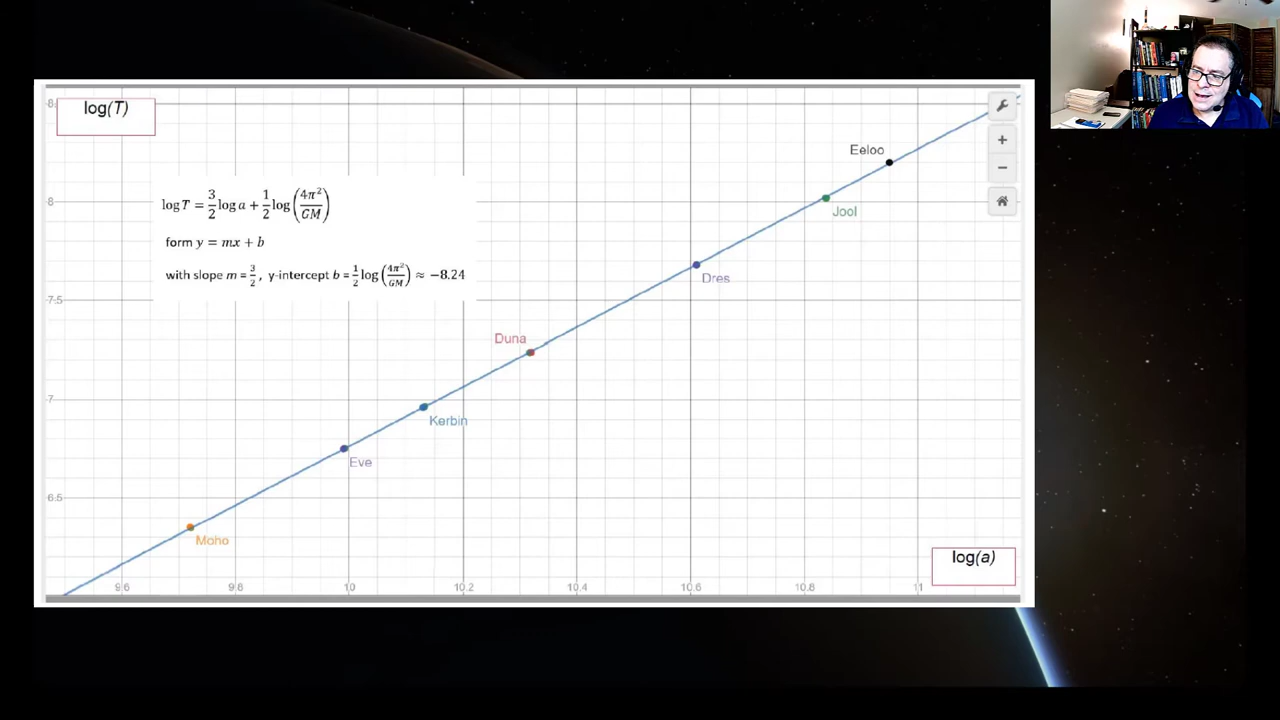 log(T)
8.
Eeloo
log T = 3/2 log a + 1/2 log(4π²/GM)
8
Jool
form y = mx + b
with slope m = 3/2, y-intercept b = 1/2 log(4π²/GM) ≈ −8.24
Dres
7.5
Duna
7
Kerbin
Eve
6.5
Moho
log(a)
9.6 9.8 10 10.2 10.4 10.6 10.8 11